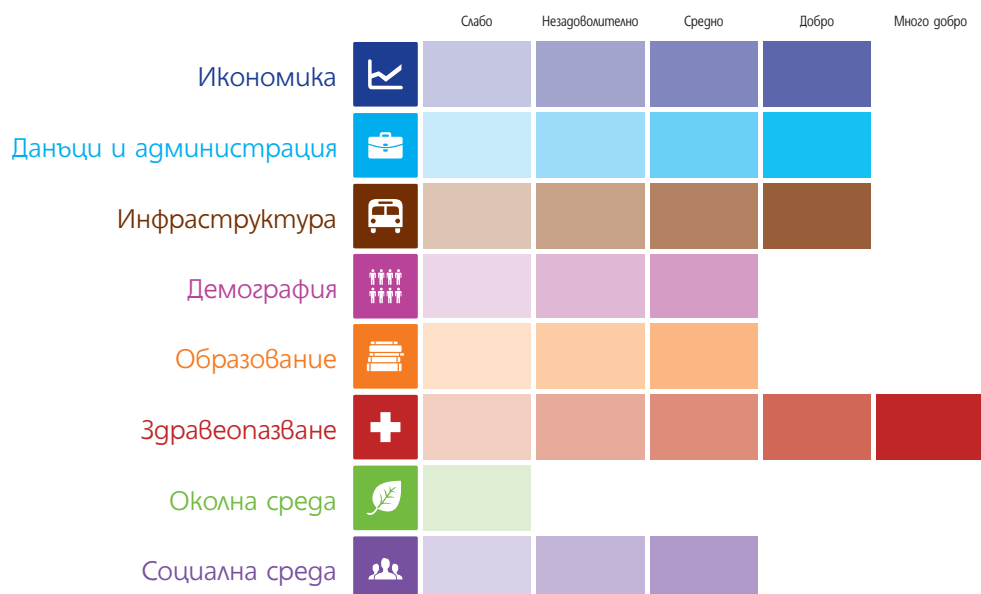 Слабо Незадоволително Средно Добро Много добро
Икономика
Данъци и администрация
Инфраструктура
Демография
Образование
Здравеопазване
Околна среда
Социална среда